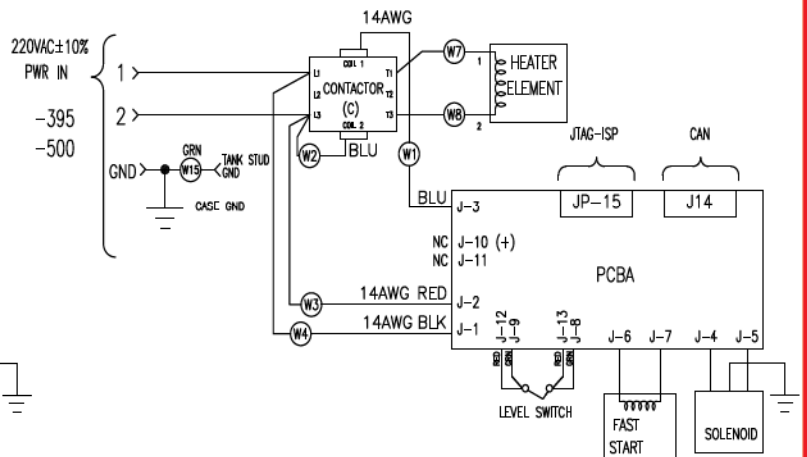 14AWG
220VAC±10%
PWR IN
-395
-500
1
2
GND
GRN
W15
TANK STUD
GND
CASE GND
COIL 1
L1
L2
L3
CONTACTOR
(C)
T1
T2
T3
COIL 2
W2
BLU
W7
W8
W1
1
2
HEATER
ELEMENT
JTAG-ISP
CAN
JP-15
J14
BLU
J-3
NC J-10 (+)
NC J-11
PCBA
W3
14AWG RED
J-2
W4
14AWG BLK
J-1
J-12
J-9
J-13
J-8
J-6
J-7
J-4
J-5
RED
GRN
RED
GRN
LEVEL SWITCH
FAST
START
SOLENOID